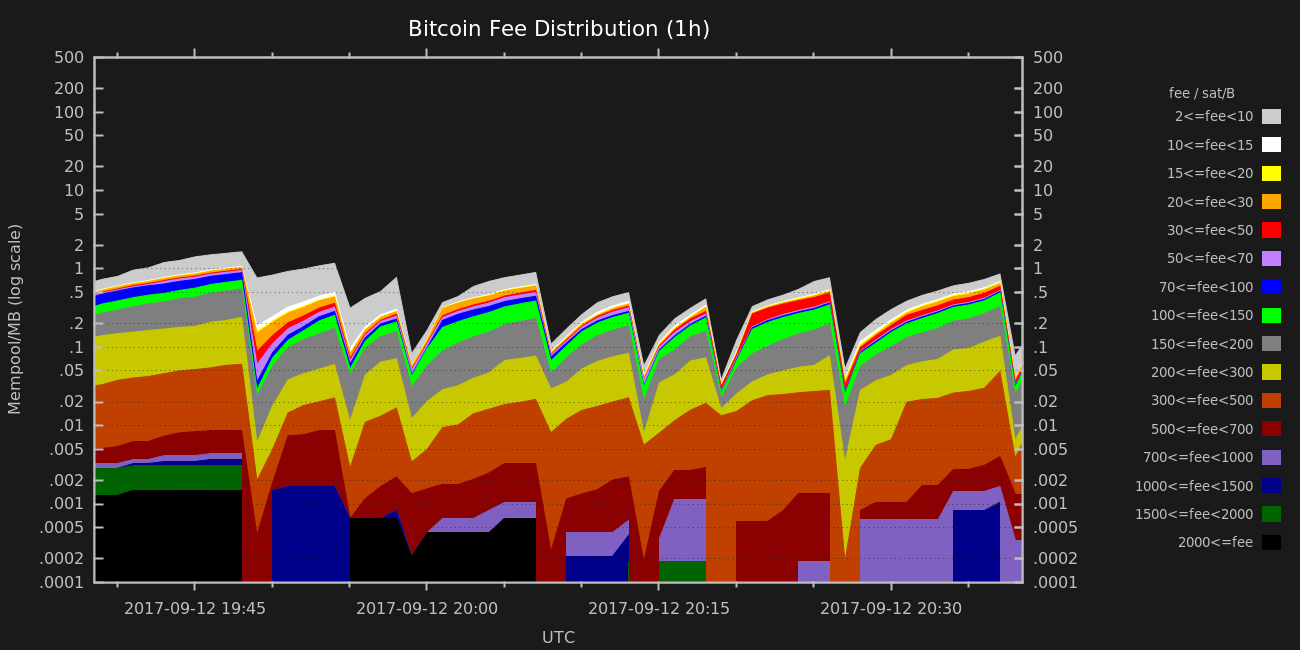 Bitcoin Fee Distribution (1h)
Mempool/MB (log scale)
500
200
100
50
20
10
5
2
1
.5
.2
.1
.05
.02
.01
.005
.002
.001
.0005
.0002
.0001
500
200
100
50
20
10
5
2
1
.5
.2
.1
.05
.02
.01
.005
.002
.001
.0005
.0002
.0001
2017-09-12 19:45
2017-09-12 20:00
2017-09-12 20:15
2017-09-12 20:30
UTC
fee / sat/B
2<=fee<10
10<=fee<15
15<=fee<20
20<=fee<30
30<=fee<50
50<=fee<70
70<=fee<100
100<=fee<150
150<=fee<200
200<=fee<300
300<=fee<500
500<=fee<700
700<=fee<1000
1000<=fee<1500
1500<=fee<2000
2000<=fee